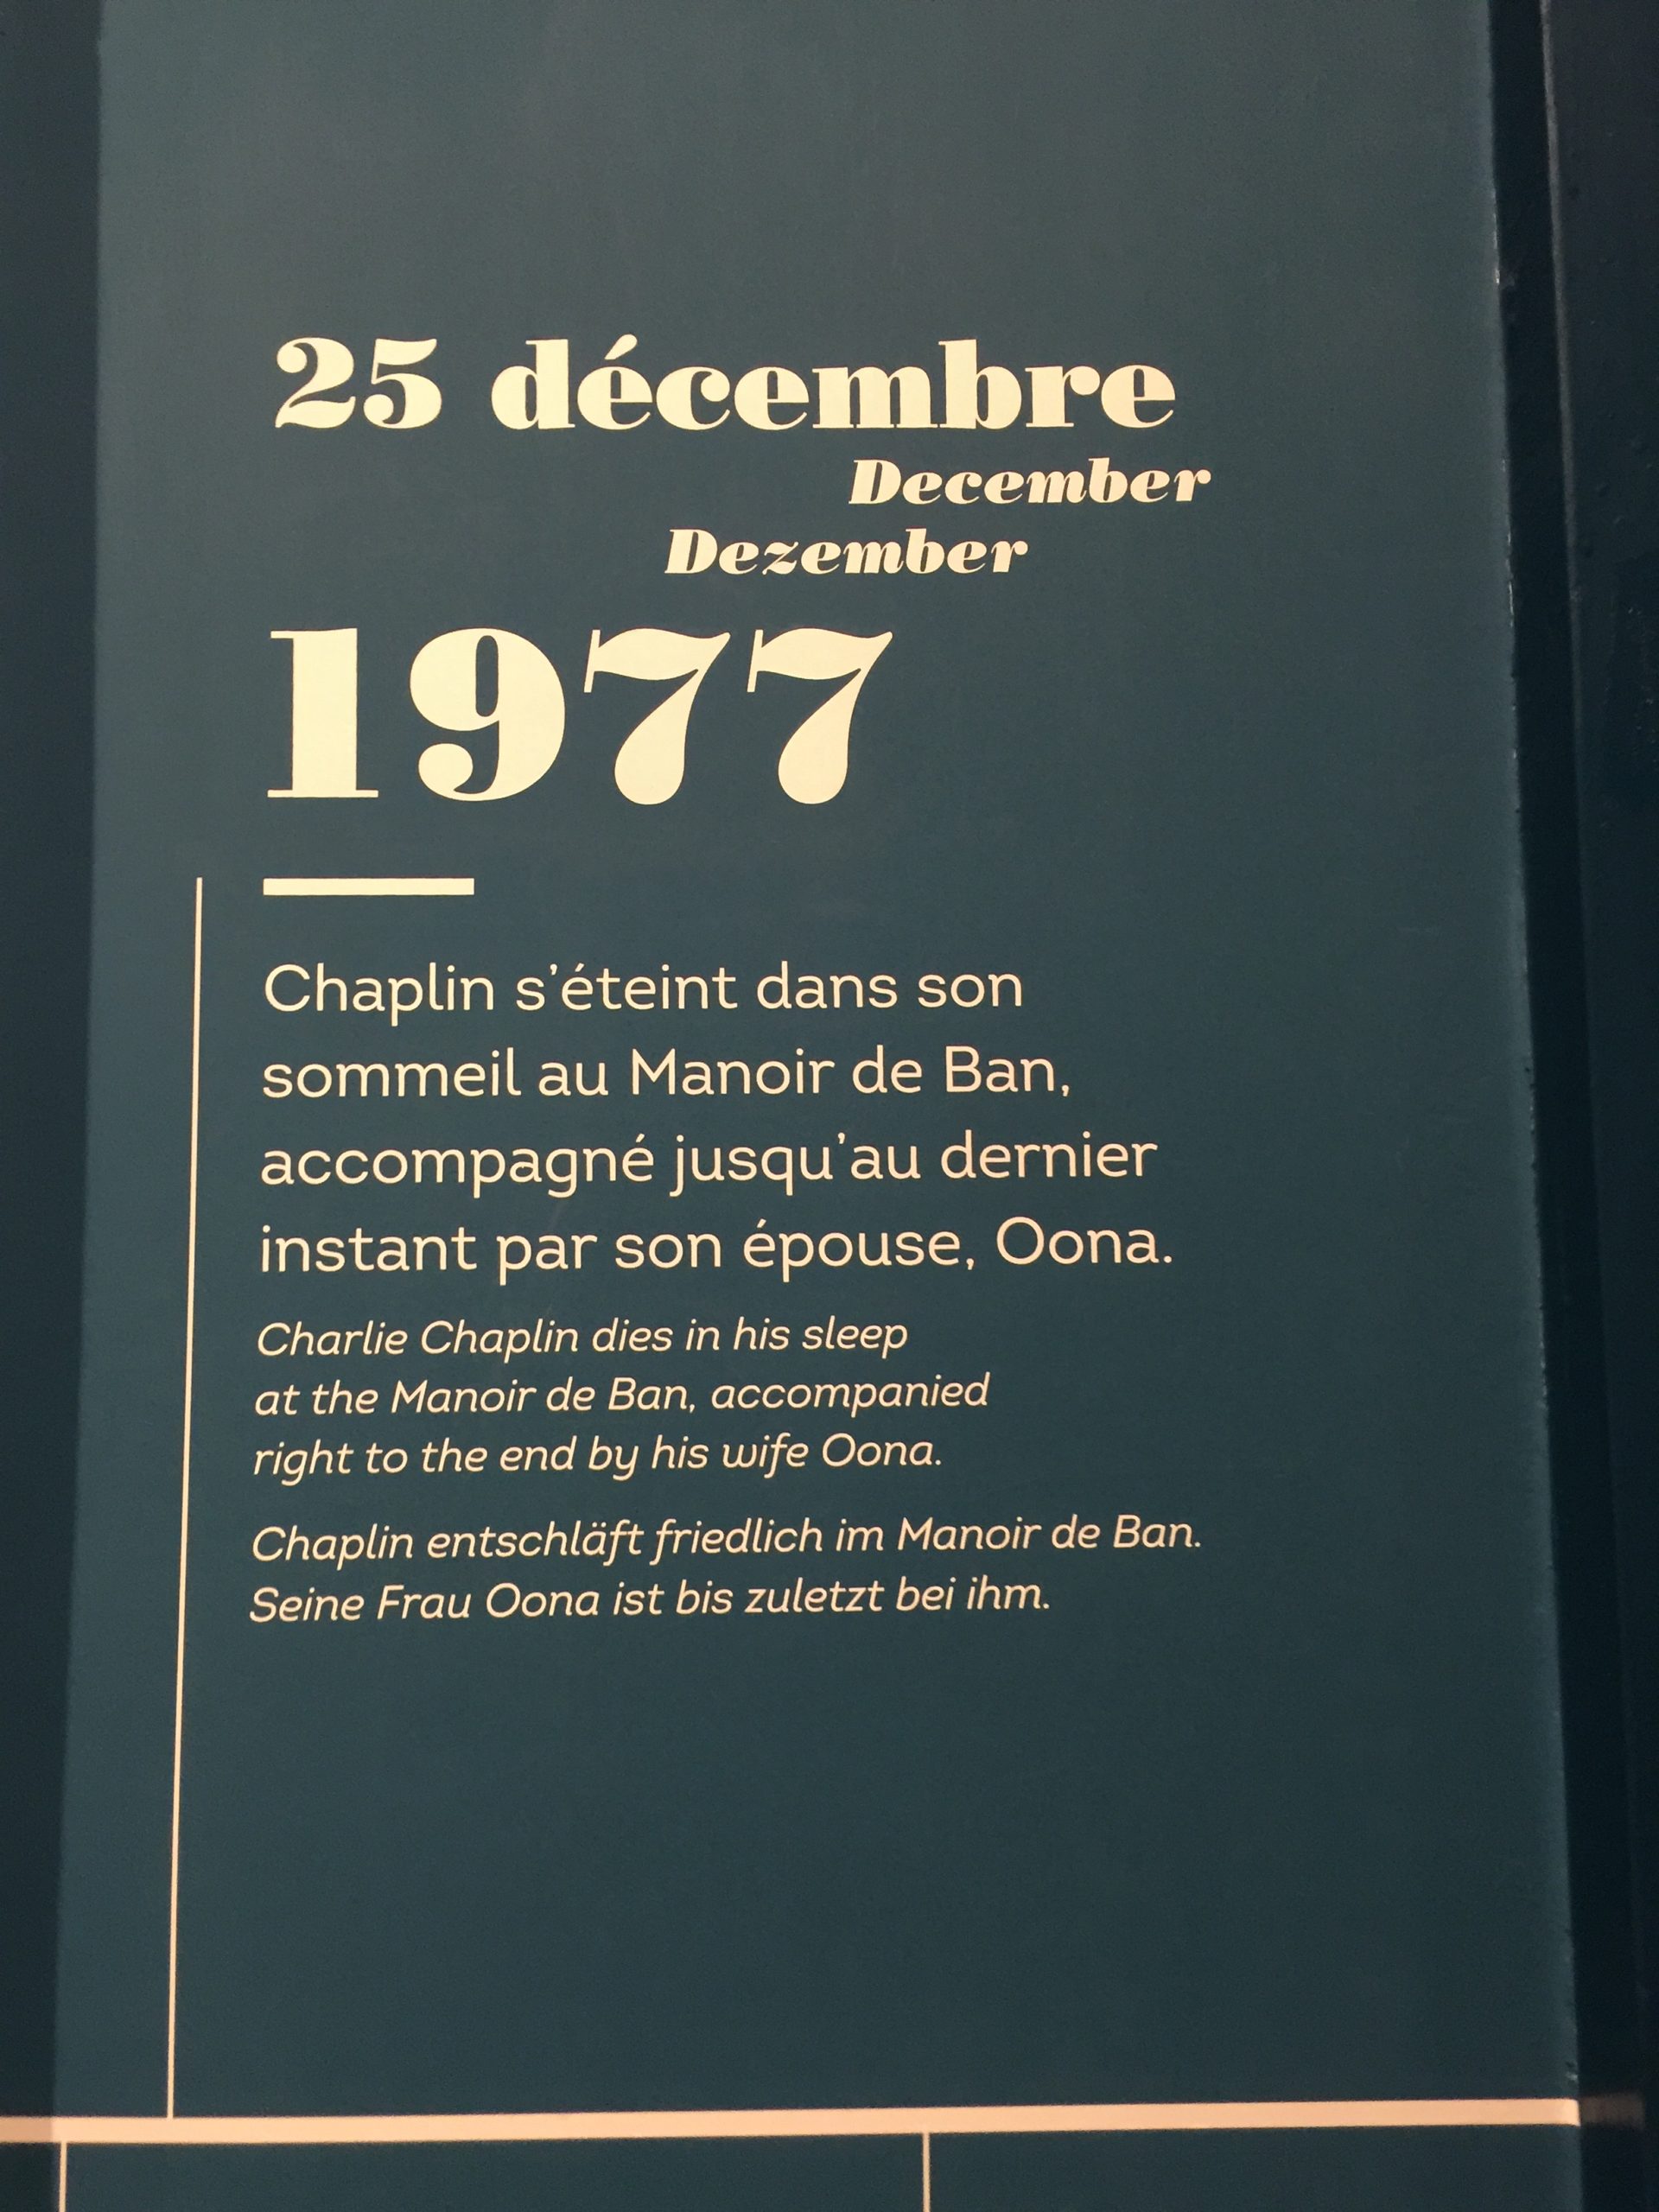 25 décembre
December
Dezember
1977
Chaplin s’éteint dans son
sommeil au Manoir de Ban,
accompagné jusqu’au dernier
instant par son épouse, Oona.
Charlie Chaplin dies in his sleep
at the Manoir de Ban, accompanied
right to the end by his wife Oona.
Chaplin entschläft friedlich im Manoir de Ban.
Seine Frau Oona ist bis zuletzt bei ihm.